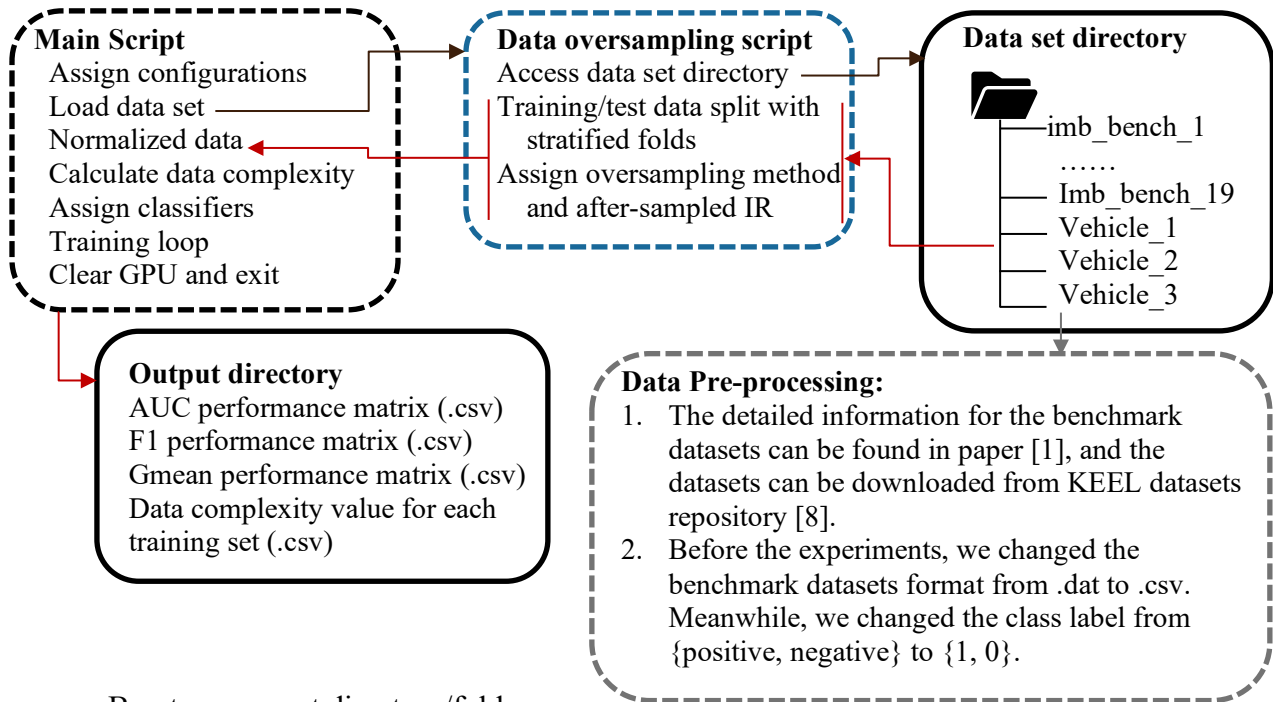 Main Script
Assign configurations
Load data set
Normalized data
Calculate data complexity
Assign classifiers
Training loop
Clear GPU and exit
Data oversampling script
Access data set directory
Training/test data split with
stratified folds
Assign oversampling method
and after-sampled IR
Data set directory
imb_bench_1
......
Imb_bench_19
Vehicle_1
Vehicle_2
Vehicle_3
Output directory
AUC performance matrix (.csv)
F1 performance matrix (.csv)
Gmean performance matrix (.csv)
Data complexity value for each
training set (.csv)
Data Pre-processing:
1. The detailed information for the benchmark
datasets can be found in paper [1], and the
datasets can be downloaded from KEEL datasets
repository [8].
2. Before the experiments, we changed the
benchmark datasets format from .dat to .csv.
Meanwhile, we changed the class label from
{positive, negative} to {1, 0}.